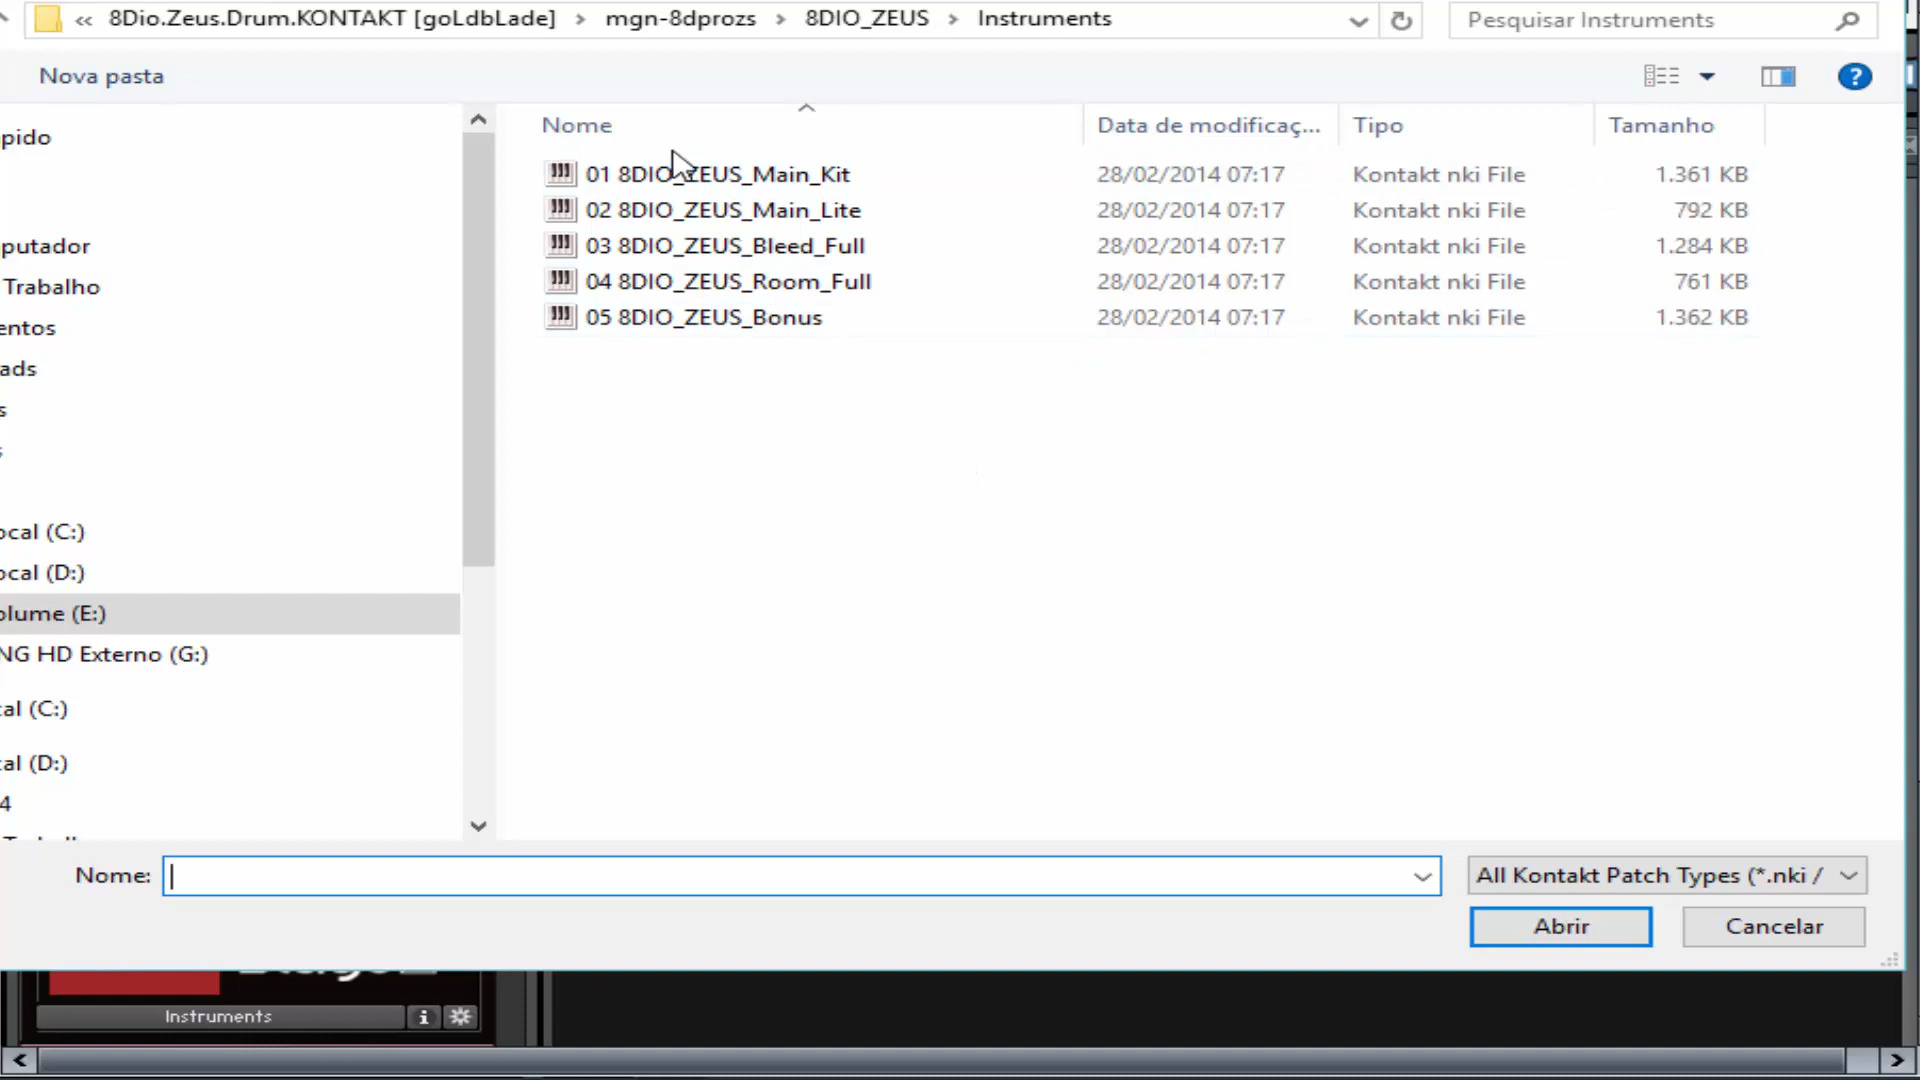 « 8Dio.Zeus.Drum.KONTAKT [goLdbLade] › mgn-8dprozs › 8DIO_ZEUS › Instruments
Pesquisar Instruments
Nova pasta
pido
Nome
Data de modificaç...
Tipo
Tamanho
01 8DIO_ZEUS_Main_Kit 28/02/2014 07:17 Kontakt nki File 1.361 KB
02 8DIO_ZEUS_Main_Lite 28/02/2014 07:17 Kontakt nki File 792 KB
03 8DIO_ZEUS_Bleed_Full 28/02/2014 07:17 Kontakt nki File 1.284 KB
04 8DIO_ZEUS_Room_Full 28/02/2014 07:17 Kontakt nki File 761 KB
05 8DIO_ZEUS_Bonus 28/02/2014 07:17 Kontakt nki File 1.362 KB
putador
Trabalho
entos
ads
s
ocal (C:)
ocal (D:)
olume (E:)
NG HD Externo (G:)
cal (C:)
cal (D:)
4
Nome:
All Kontakt Patch Types (*.nki /
Abrir
Cancelar
Instruments